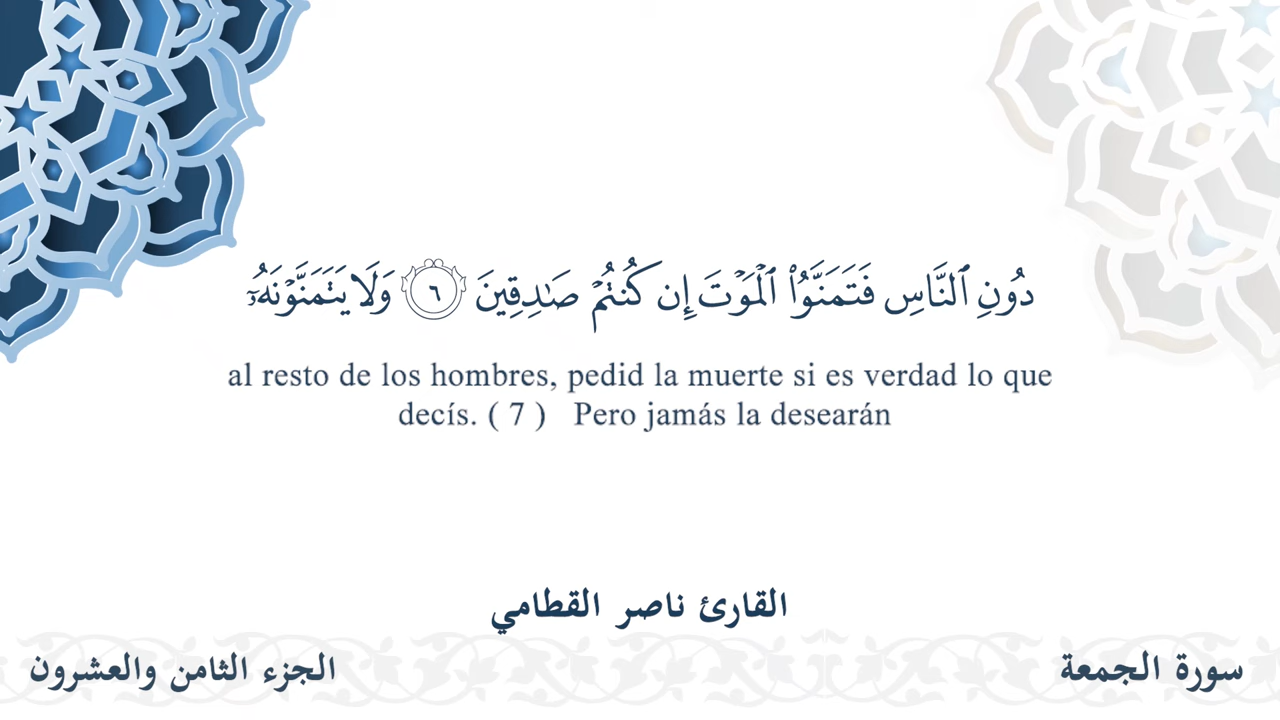 دُونِ ٱلنَّاسِ فَتَمَنَّوُا۟ ٱلْمَوْتَ إِن كُنتُمْ صَـٰدِقِينَ ٦ وَلَا يَتَمَنَّوْنَهُۥٓ
al resto de los hombres, pedid la muerte si es verdad lo que
decís. ( 7 ) Pero jamás la desearán
القارئ ناصر القطامي
سورة الجمعة
الجزء الثامن والعشرون